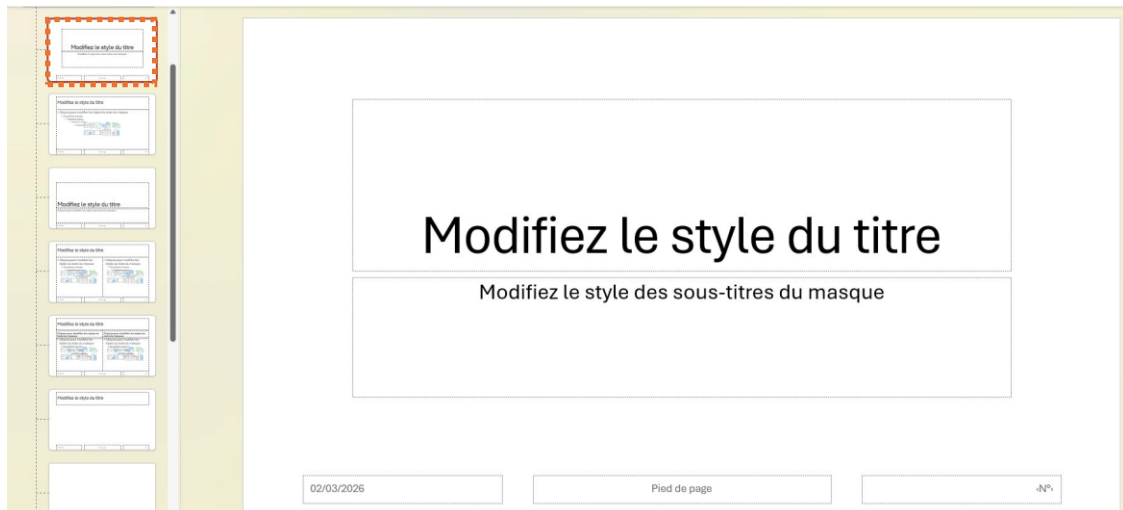 Modifiez le style du titre
Modifiez le style du titre
Modifiez le style du titre
Modifiez le style du titre
Modifiez le style du titre
Modifiez le style du titre
Modifiez le style du titre
Modifiez le style des sous-titres du masque
02/03/2026
Pied de page
‹N°›